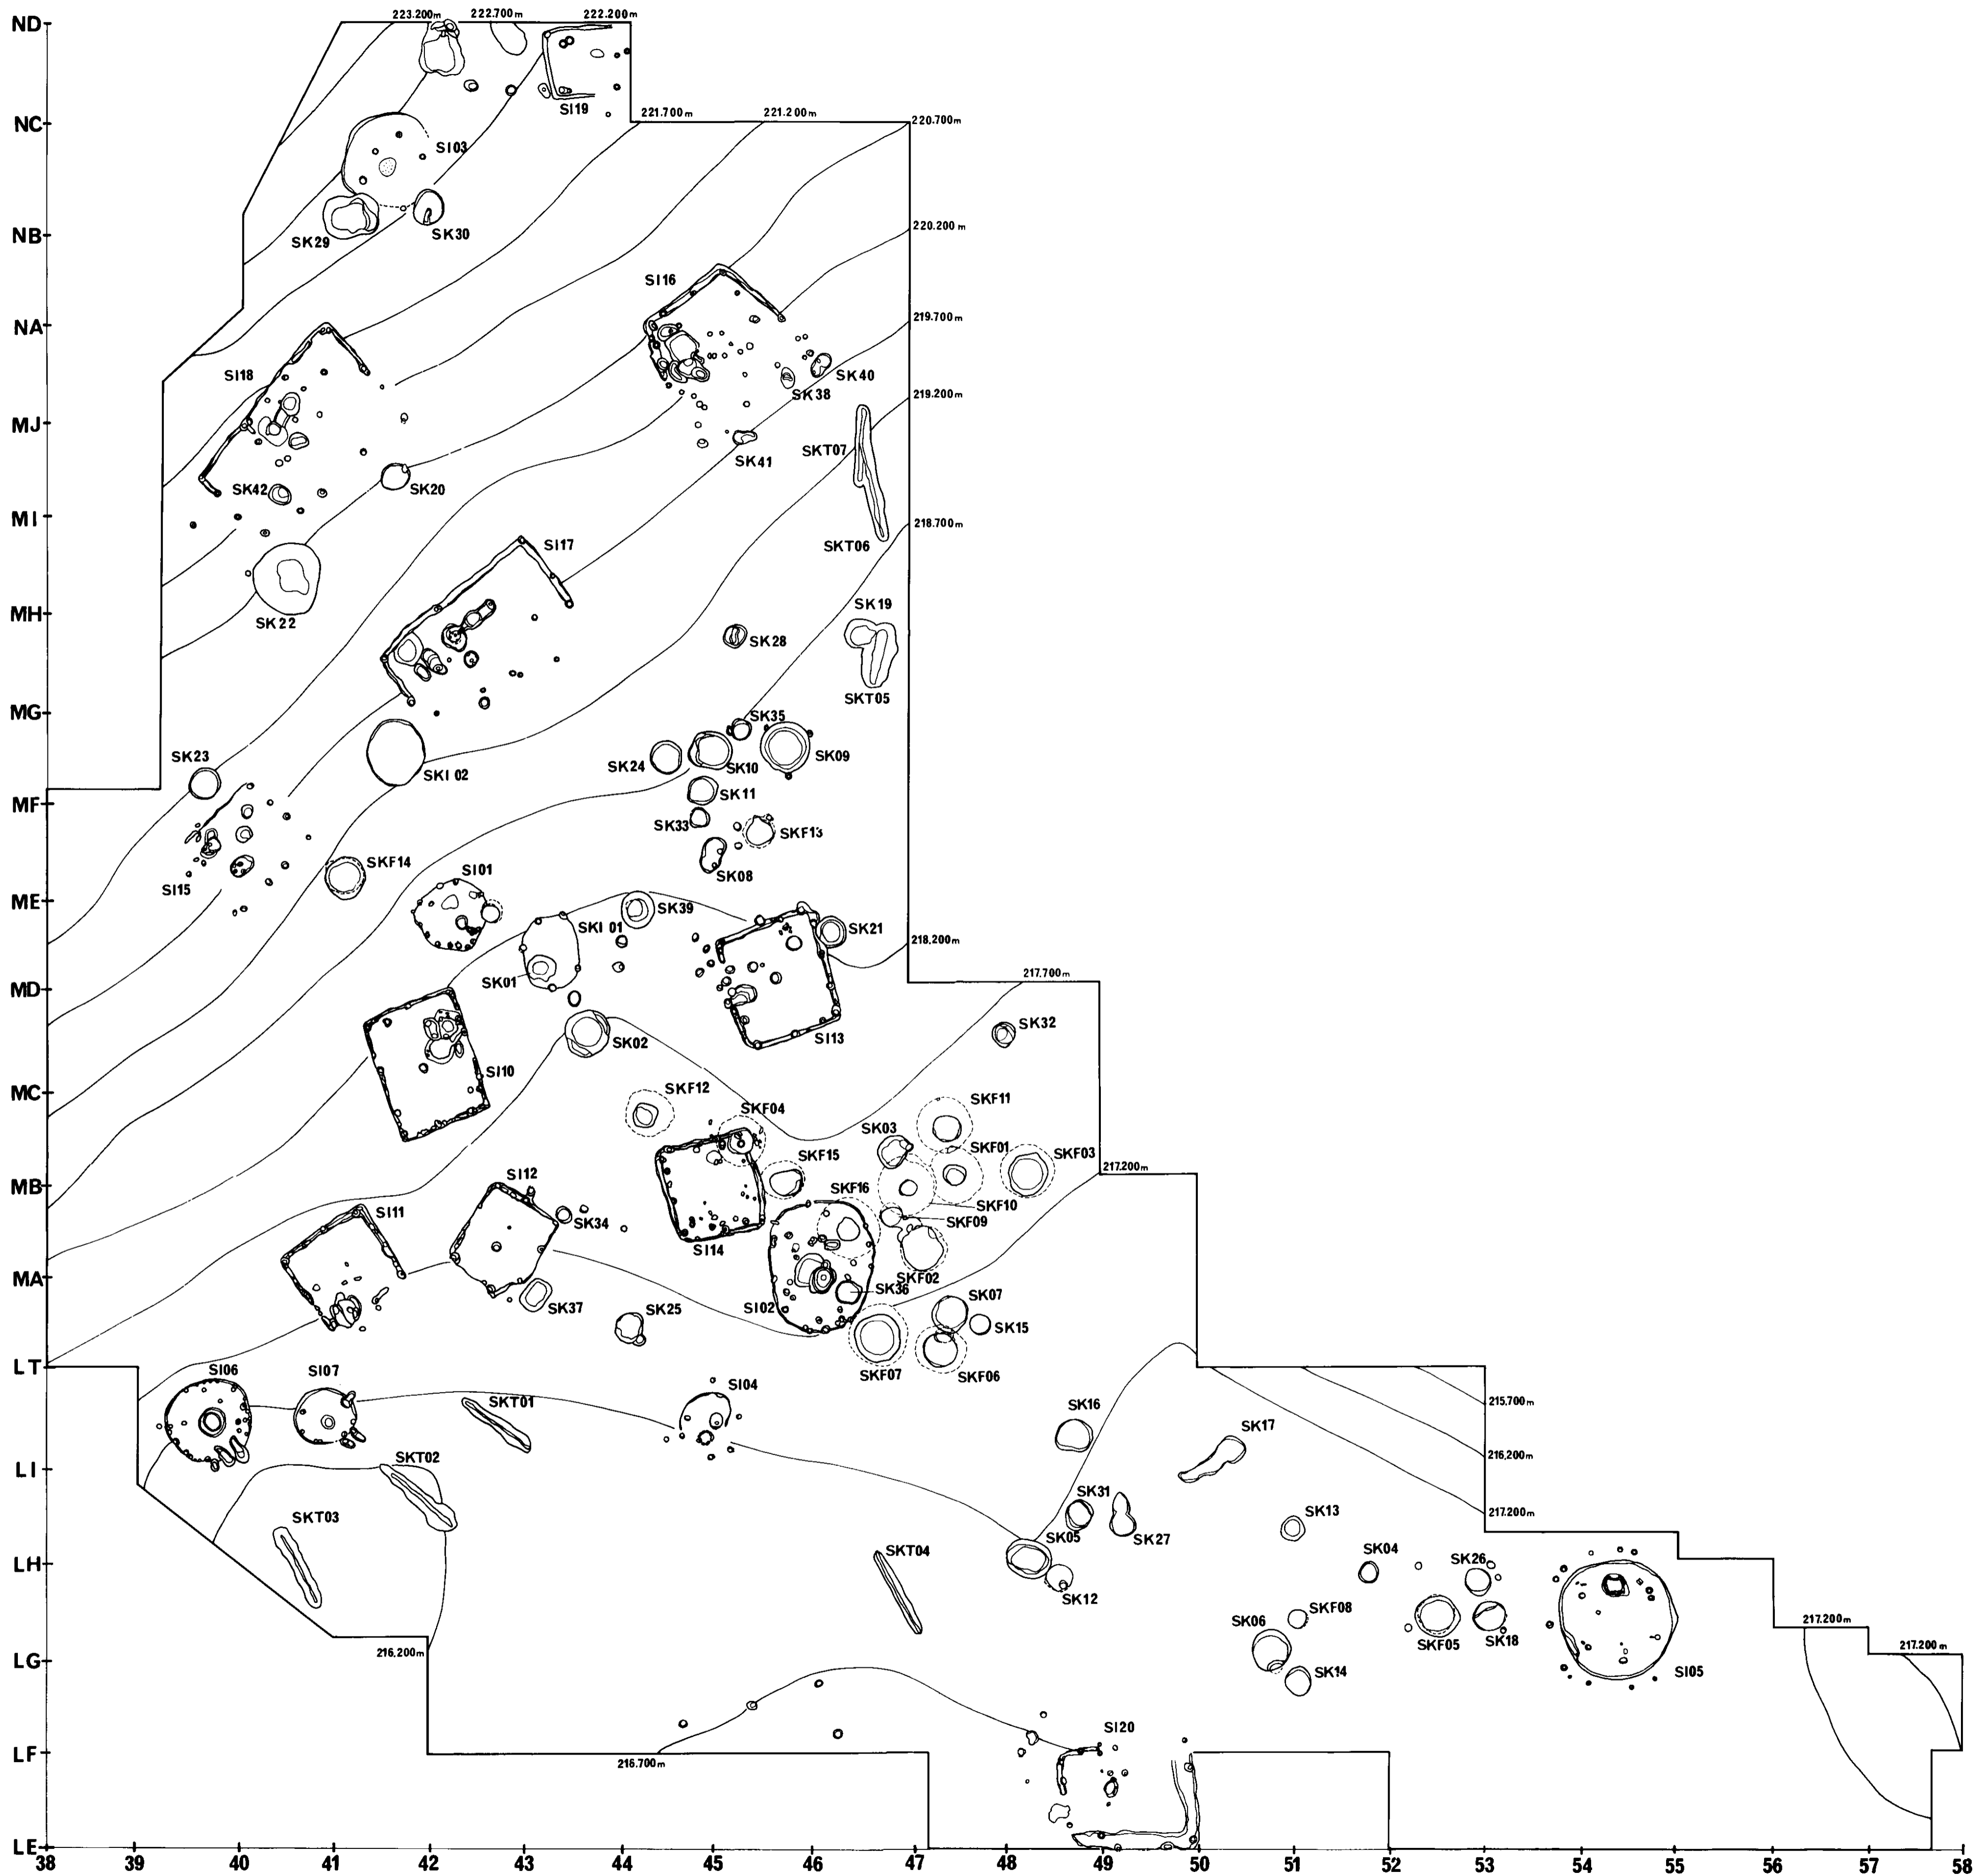 223.200m 222.700m 222.200m
ND
SI19
NC
221.700m 221.200m 220.700m
SI03
NB
SK29 SK30
220.200m
SI16
NA
219.700m
SI18
SK40
SK38
219.200m
MJ
SKT07
SK41
SK42 SK20
MI
218.700m
SI17 SKT06
SK19
MH
SK22
SK28
SKT05
MG
SK35
SK23 SK24 SK10 SK09
SKI02
SK11
MF
SK33 SKF13
SKF14
SI15 SI01 SK08
ME
SK39
SKI01 SK21
218.200m
217.700m
SK01
MD
SK32
SK02 SI13
SI10
MC
SKF12 SKF11
SKF04
SK03 SKF01
SKF15 SKF03
217.200m
SI12
MB
SKF16
SKF10
SI11 SK34 SKF09
SI14
MA
SKF02
SK36
SI02
SK37 SK25 SK07
SK15
LT
SI06 SI07 SKF07 SKF06
SI04
SKT01 SK16 215.700m
SK17
SKT02
216.200m
LI
SK31
SKT03 SK13 217.200m
SK27
SK05
SKT04 SK04 SK26
LH
SK12
SKF08
SK06 217.200m
SKF05 SK18
216.200m 217.200m
LG
SK14 SI05
SI20
LF
216.700m
LE
38 39 40 41 42 43 44 45 46 47 48 49 50 51 52 53 54 55 56 57 58